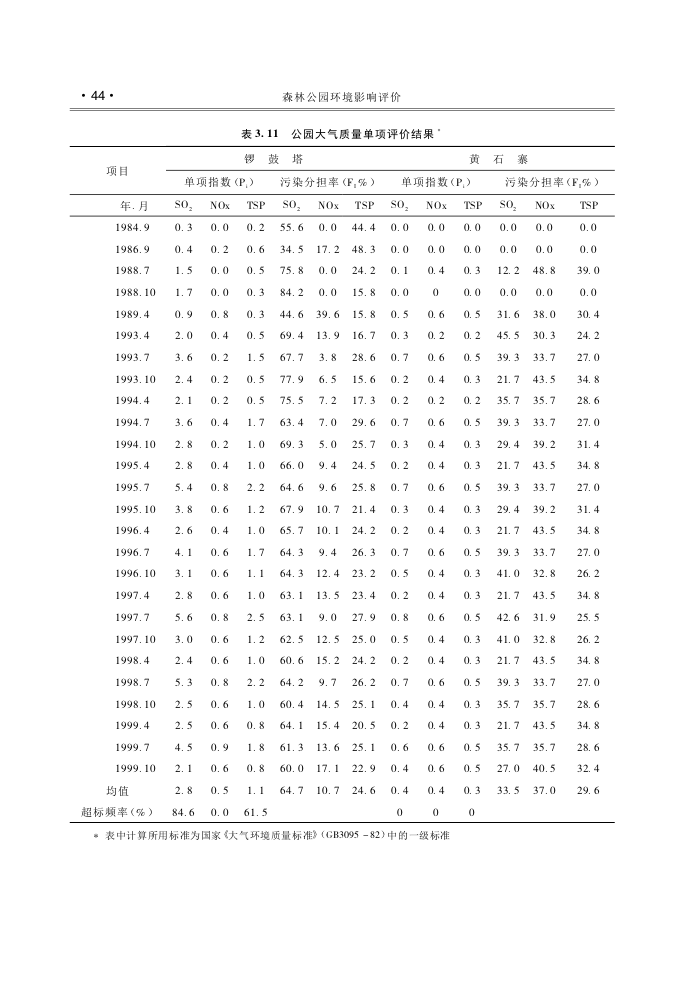 · 44 · 森林公园环境影响评价
表 3. 11 公园大气质量单项评价结果 *
项目 锣 鼓 塔 黄 石 寨
单项指数(Pi) 污染分担率(Fi%) 单项指数(Pi) 污染分担率(Fi%)
年. 月 SO2 NOx TSP SO2 NOx TSP SO2 NOx TSP SO2 NOx TSP
1984. 9 0. 3 0. 0 0. 2 55. 6 0. 0 44. 4 0. 0 0. 0 0. 0 0. 0 0. 0 0. 0
1986. 9 0. 4 0. 2 0. 6 34. 5 17. 2 48. 3 0. 0 0. 0 0. 0 0. 0 0. 0 0. 0
1988. 7 1. 5 0. 0 0. 5 75. 8 0. 0 24. 2 0. 1 0. 4 0. 3 12. 2 48. 8 39. 0
1988. 10 1. 7 0. 0 0. 3 84. 2 0. 0 15. 8 0. 0 0 0. 0 0. 0 0. 0 0. 0
1989. 4 0. 9 0. 8 0. 3 44. 6 39. 6 15. 8 0. 5 0. 6 0. 5 31. 6 38. 0 30. 4
1993. 4 2. 0 0. 4 0. 5 69. 4 13. 9 16. 7 0. 3 0. 2 0. 2 45. 5 30. 3 24. 2
1993. 7 3. 6 0. 2 1. 5 67. 7 3. 8 28. 6 0. 7 0. 6 0. 5 39. 3 33. 7 27. 0
1993. 10 2. 4 0. 2 0. 5 77. 9 6. 5 15. 6 0. 2 0. 4 0. 3 21. 7 43. 5 34. 8
1994. 4 2. 1 0. 2 0. 5 75. 5 7. 2 17. 3 0. 2 0. 2 0. 2 35. 7 35. 7 28. 6
1994. 7 3. 6 0. 4 1. 7 63. 4 7. 0 29. 6 0. 7 0. 6 0. 5 39. 3 33. 7 27. 0
1994. 10 2. 8 0. 2 1. 0 69. 3 5. 0 25. 7 0. 3 0. 4 0. 3 29. 4 39. 2 31. 4
1995. 4 2. 8 0. 4 1. 0 66. 0 9. 4 24. 5 0. 2 0. 4 0. 3 21. 7 43. 5 34. 8
1995. 7 5. 4 0. 8 2. 2 64. 6 9. 6 25. 8 0. 7 0. 6 0. 5 39. 3 33. 7 27. 0
1995. 10 3. 8 0. 6 1. 2 67. 9 10. 7 21. 4 0. 3 0. 4 0. 3 29. 4 39. 2 31. 4
1996. 4 2. 6 0. 4 1. 0 65. 7 10. 1 24. 2 0. 2 0. 4 0. 3 21. 7 43. 5 34. 8
1996. 7 4. 1 0. 6 1. 7 64. 3 9. 4 26. 3 0. 7 0. 6 0. 5 39. 3 33. 7 27. 0
1996. 10 3. 1 0. 6 1. 1 64. 3 12. 4 23. 2 0. 5 0. 4 0. 3 41. 0 32. 8 26. 2
1997. 4 2. 8 0. 6 1. 0 63. 1 13. 5 23. 4 0. 2 0. 4 0. 3 21. 7 43. 5 34. 8
1997. 7 5. 6 0. 8 2. 5 63. 1 9. 0 27. 9 0. 8 0. 6 0. 5 42. 6 31. 9 25. 5
1997. 10 3. 0 0. 6 1. 2 62. 5 12. 5 25. 0 0. 5 0. 4 0. 3 41. 0 32. 8 26. 2
1998. 4 2. 4 0. 6 1. 0 60. 6 15. 2 24. 2 0. 2 0. 4 0. 3 21. 7 43. 5 34. 8
1998. 7 5. 3 0. 8 2. 2 64. 2 9. 7 26. 2 0. 7 0. 6 0. 5 39. 3 33. 7 27. 0
1998. 10 2. 5 0. 6 1. 0 60. 4 14. 5 25. 1 0. 4 0. 4 0. 3 35. 7 35. 7 28. 6
1999. 4 2. 5 0. 6 0. 8 64. 1 15. 4 20. 5 0. 2 0. 4 0. 3 21. 7 43. 5 34. 8
1999. 7 4. 5 0. 9 1. 8 61. 3 13. 6 25. 1 0. 6 0. 6 0. 5 35. 7 35. 7 28. 6
1999. 10 2. 1 0. 6 0. 8 60. 0 17. 1 22. 9 0. 4 0. 6 0. 5 27. 0 40. 5 32. 4
均值 2. 8 0. 5 1. 1 64. 7 10. 7 24. 6 0. 4 0. 4 0. 3 33. 5 37. 0 29. 6
超标频率(%) 84. 6 0. 0 61. 5 0 0 0
* 表中计算所用标准为国家《大气环境质量标准》(GB3095 - 82)中的一级标准